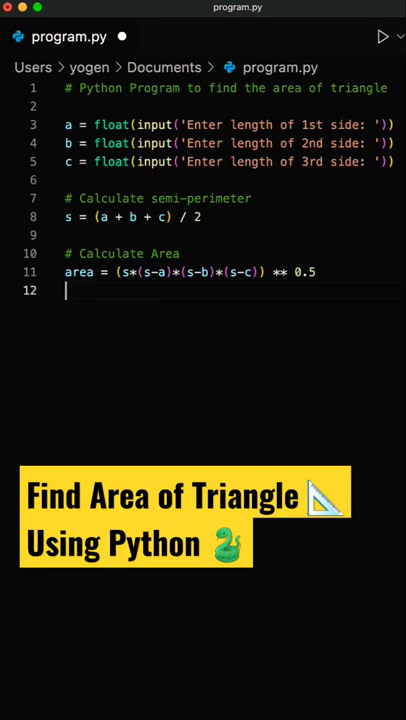 program.py
program.py
Users > yogen > Documents > program.py
1 # Python Program to find the area of triangle
2
3 a = float(input('Enter length of 1st side: '))
4 b = float(input('Enter length of 2nd side: '))
5 c = float(input('Enter length of 3rd side: '))
6
7 # Calculate semi-perimeter
8 s = (a + b + c) / 2
9
10 # Calculate Area
11 area = (s*(s-a)*(s-b)*(s-c)) ** 0.5
12
Find Area of Triangle 📐
Using Python 🐍